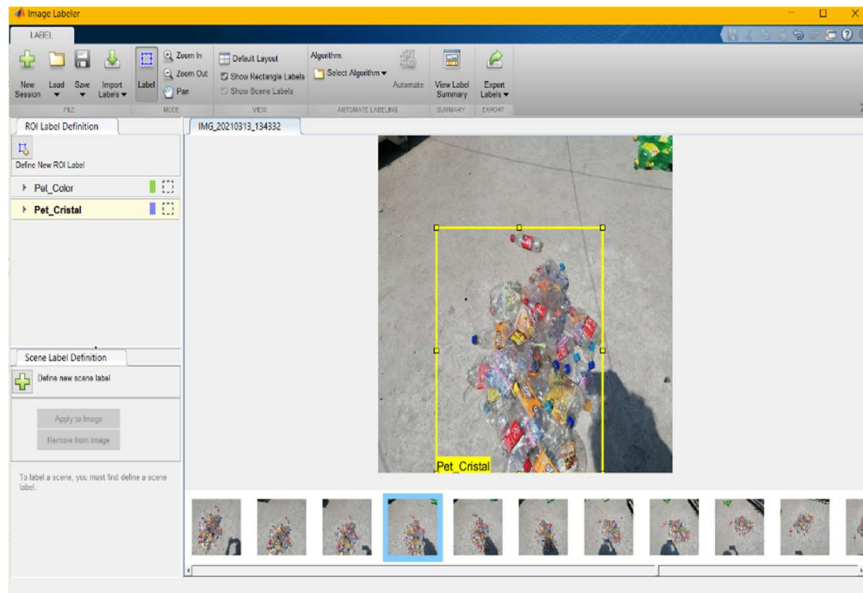 Image Labeler
LABEL
New Session
Load
Save
Import Labels
Label
Zoom In
Zoom Out
Pan
Default Layout
Show Rectangle Labels
Show Scene Labels
Algorithm:
Select Algorithm
Automate
View Label Summary
Export Labels
FILE
MODE
VIEW
AUTOMATE LABELING
SUMMARY
EXPORT
ROI Label Definition
IMG_20210313_134332
Define New ROI Label
Pet_Color
Pet_Cristal
Pet_Cristal
Scene Label Definition
Define new scene label
Apply to Image
Remove from Image
To label a scene, you must first define a scene
label.